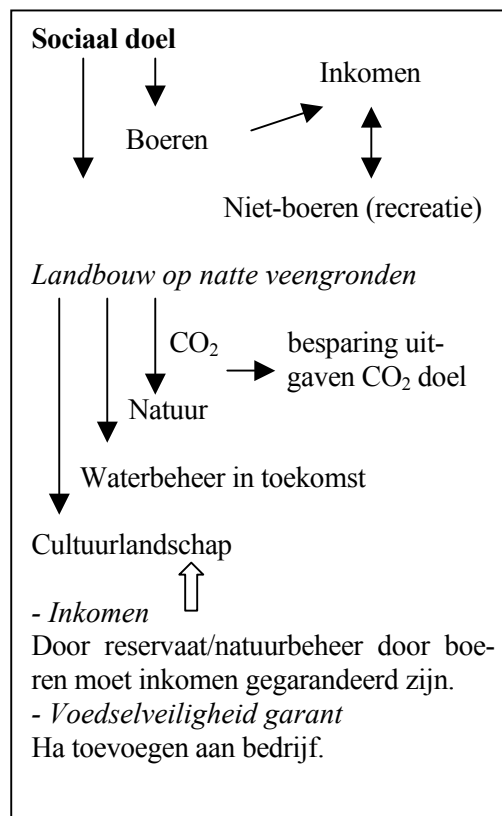 Sociaal doel
Inkomen
Boeren
Niet-boeren (recreatie)
Landbouw op natte veengronden
CO₂ besparing uit-
gaven CO₂ doel
Natuur
Waterbeheer in toekomst
Cultuurlandschap
- Inkomen
Door reservaat/natuurbeheer door boe-
ren moet inkomen gegarandeerd zijn.
- Voedselveiligheid garant
Ha toevoegen aan bedrijf.